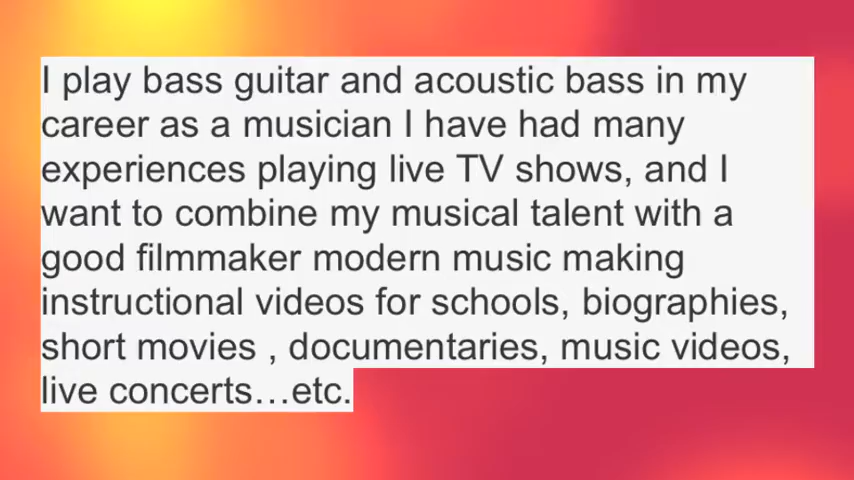 I play bass guitar and acoustic bass in my
career as a musician I have had many
experiences playing live TV shows, and I
want to combine my musical talent with a
good filmmaker modern music making
instructional videos for schools, biographies,
short movies , documentaries, music videos,
live concerts…etc.